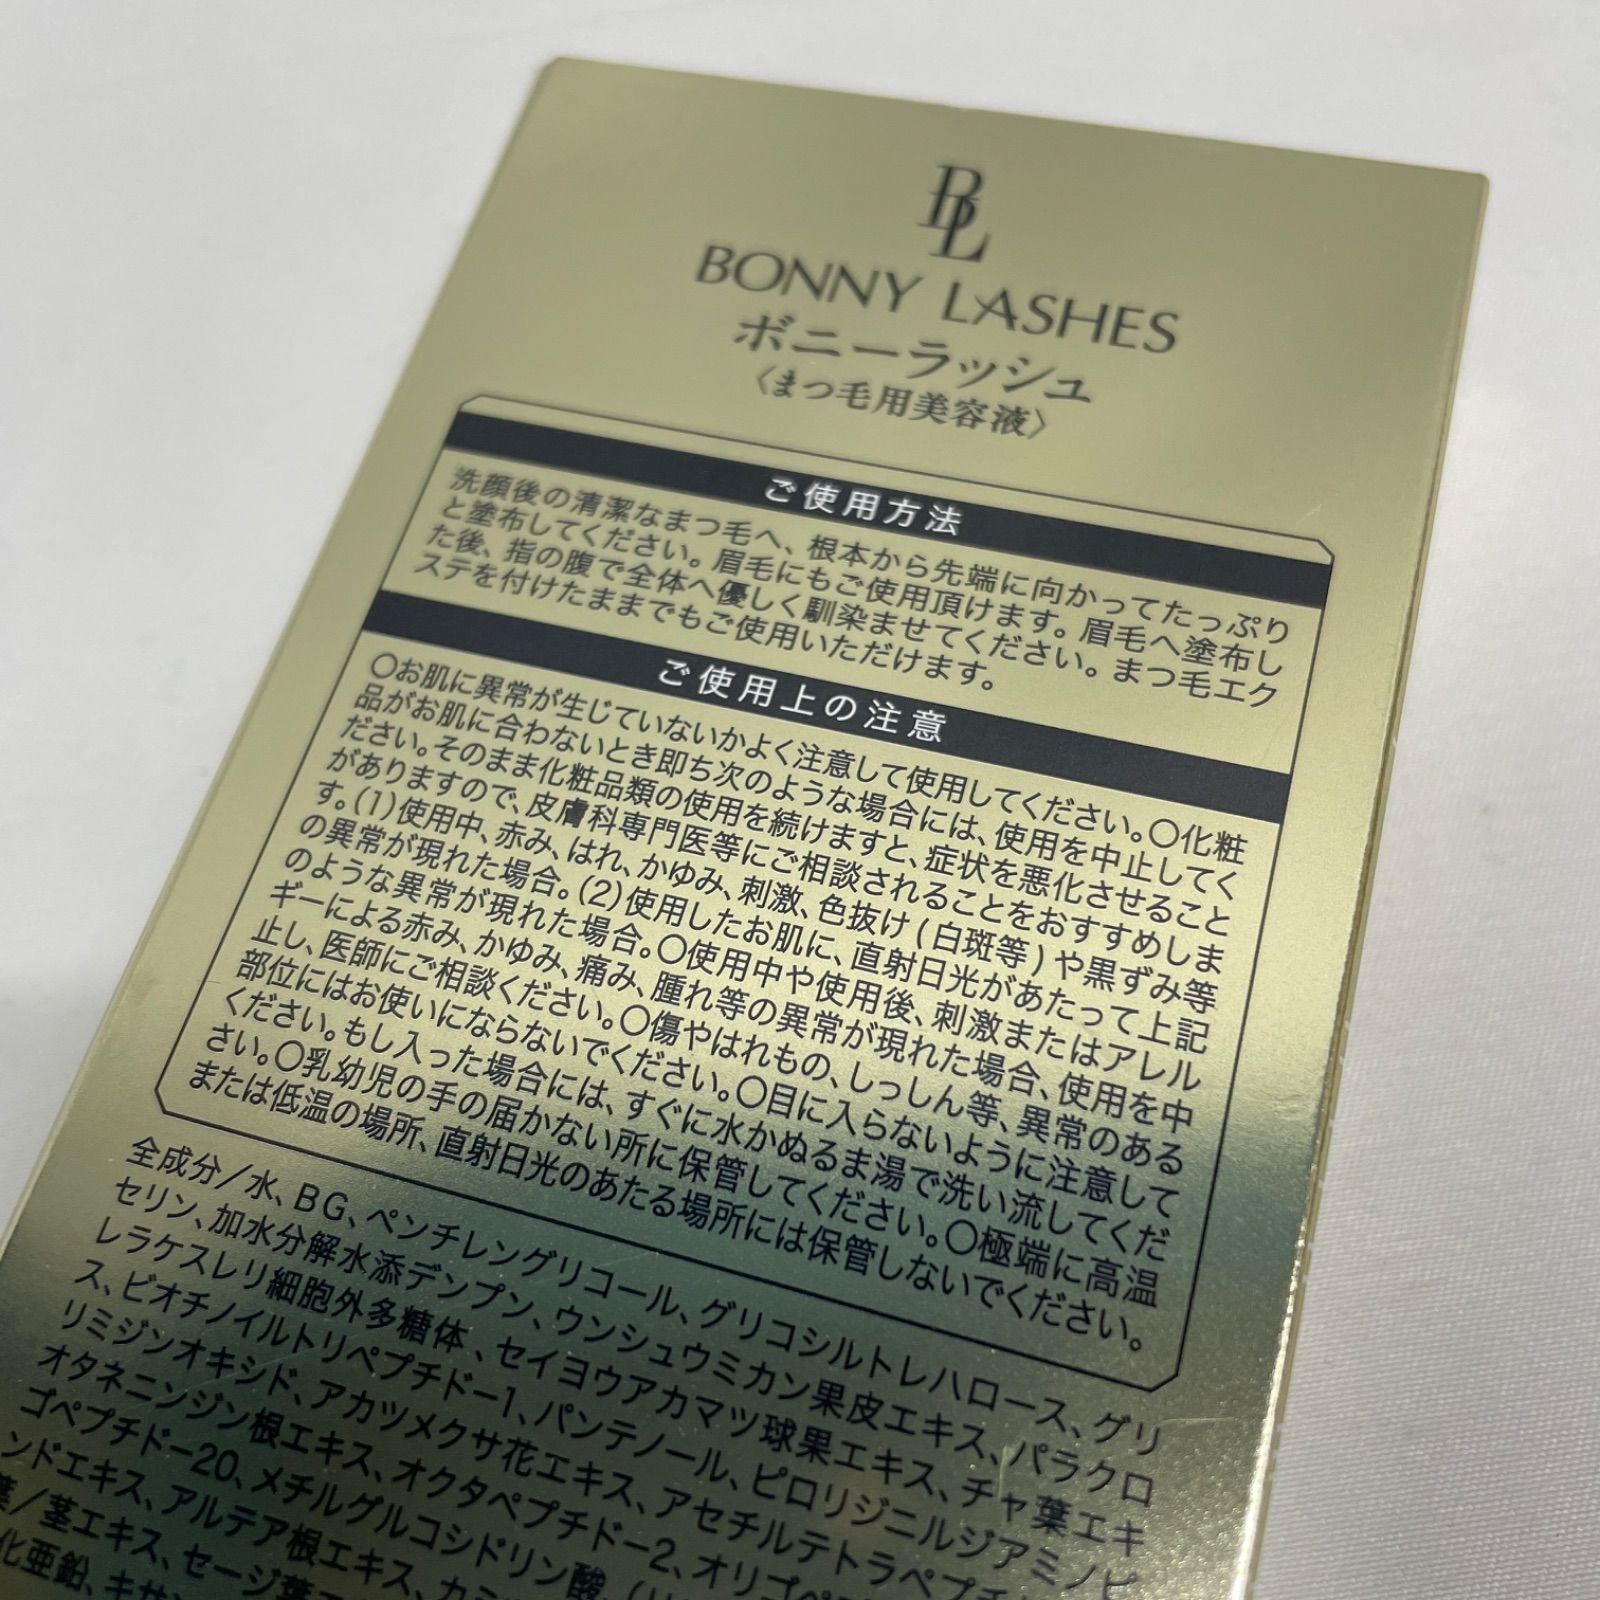 BL
BONNY LASHES
ボニーラッシュ
〈まつ毛用美容液〉
ご使用方法
洗顔後の清潔なまつ毛へ、根本から先端に向かってたっぷり
と塗布してください。眉毛にもご使用頂けます。眉毛へ塗布し
た後、指の腹で全体へ優しく馴染ませてください。まつ毛エク
ステを付けたままでもご使用いただけます。
ご使用上の注意
〇お肌に異常が生じていないかよく注意して使用してください。〇化粧
品がお肌に合わないとき即ち次のような場合には、使用を中止してく
ださい。そのまま化粧品類の使用を続けますと、症状を悪化させること
がありますので、皮膚科専門医等にご相談されることをおすすめしま
す。(1)使用中、赤み、はれ、かゆみ、刺激、色抜け(白斑等)や黒ずみ等
の異常が現れた場合。(2)使用したお肌に、直射日光があたって上記
のような異常が現れた場合。〇使用中や使用後、刺激またはアレル
ギーによる赤み、かゆみ、痛み、腫れ等の異常が現れた場合、使用を中
止し、医師にご相談ください。〇傷やはれもの、しっしん等、異常のある
部位にはお使いにならないでください。〇目に入らないように注意して
ください。もし入った場合には、すぐに水かぬるま湯で洗い流してくだ
さい。〇乳幼児の手の届かない所に保管してください。〇極端に高温
または低温の場所、直射日光のあたる場所には保管しないでください。
全成分/水、BG、ペンチレングリコール、グリコシルトレハロース、グリ
セリン、加水分解水添デンプン、ウンシュウミカン果皮エキス、パラクロ
レラケスレリ細胞外多糖体、セイヨウアカマツ球果エキス、チャ葉エキ
ス、ビオチノイルトリペプチド-1、パンテノール、ピロリジニルジアミノピ
リミジンオキシド、アカツメクサ花エキス、アセチルテトラペプチ
オタネニンジン根エキス、オクタペプチド-2、オリゴペ
ゴペプチド-20、メチルグルコシドリン酸
ンドエキス、アルテア根エキス、カミ
葉/茎エキス、セージ葉エ
化亜鉛、キサン